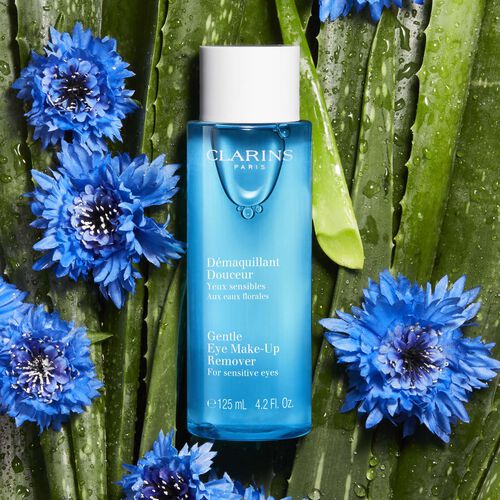 CLARINS
PARIS
Démaquillant
Douceur
Yeux sensibles
Aux eaux florales
Gentle
Eye Make-Up
Remover
For sensitive eyes
℮125 mL 4.2 Fl. Oz.